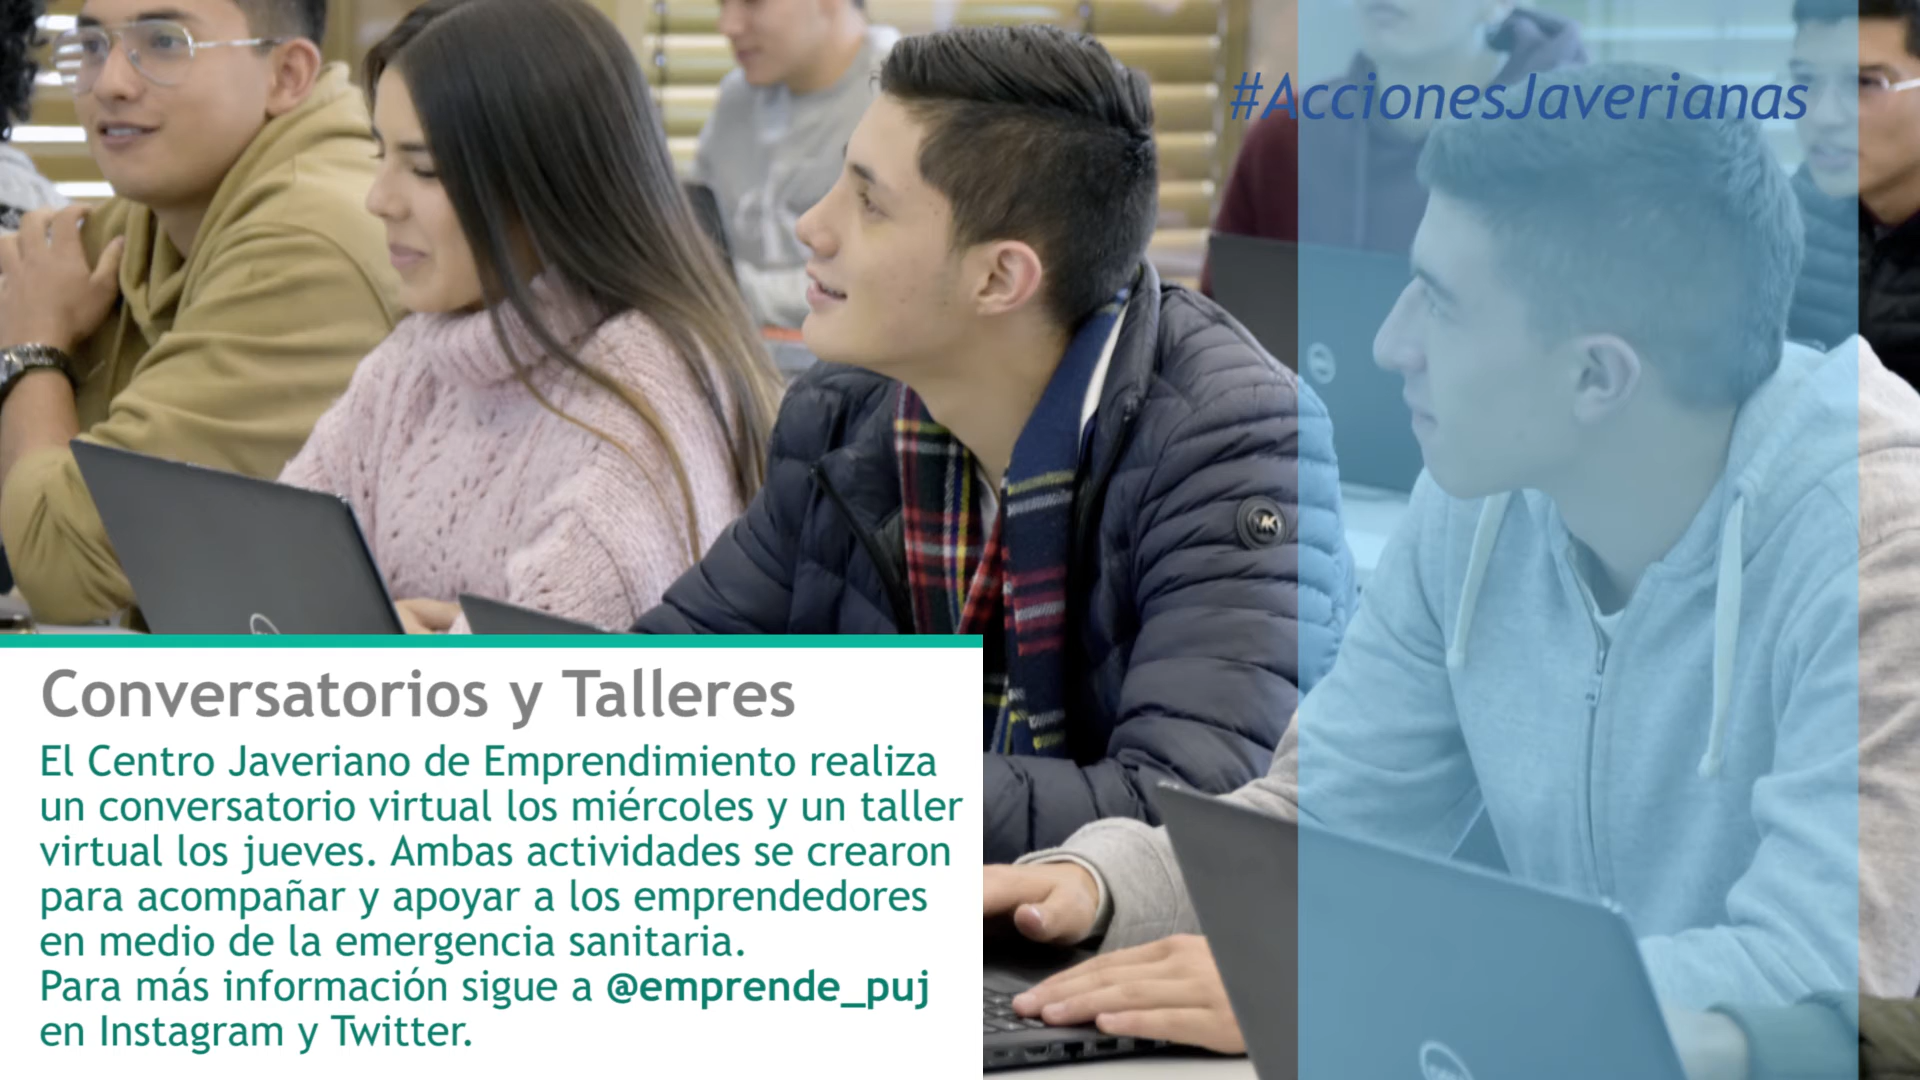 #AccionesJaverianas
Conversatorios y Talleres
El Centro Javeriano de Emprendimiento realiza
un conversatorio virtual los miércoles y un taller
virtual los jueves. Ambas actividades se crearon
para acompañar y apoyar a los emprendedores
en medio de la emergencia sanitaria.
Para más información sigue a @emprende_puj
en Instagram y Twitter.